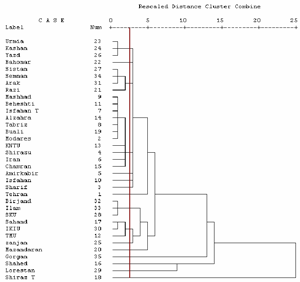 Rescaled Distance Cluster Combine
C A S E 0 5 10 15 20 25
Label Num
Urmia 23
Kashan 24
Yazd 26
Bahonar 22
Sistan 27
Semnan 34
Arak 31
Razi 21
Mashhad 9
Beheshti 11
Isfahan T 7
Alzahra 14
Tabriz 8
Buali 19
Modares 2
KNTU 13
Shirazu 4
Iran 6
Chamran 15
Amirkabir 5
Isfahan 10
Sharif 3
Tehran 1
Birjand 32
Ilam 33
SKU 28
Sahand 17
IKIU 30
TMU 12
zanjan 25
Mazandaran 20
Gorgan 35
Shahed 16
Lorestan 29
Shiraz T 18